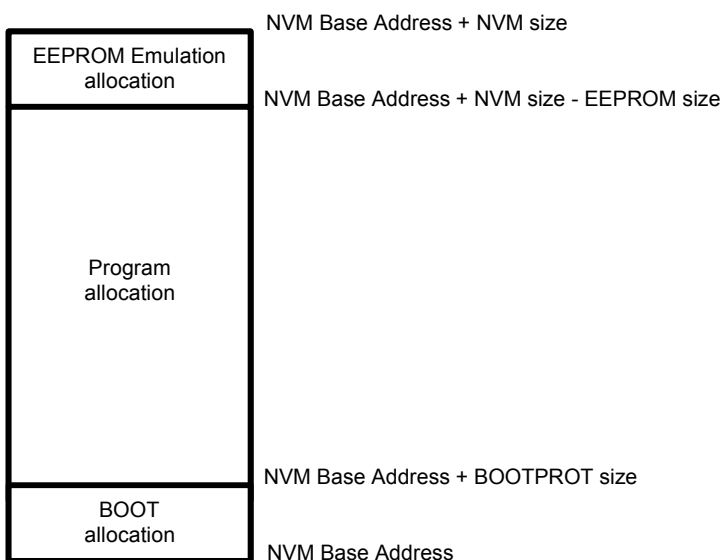 NVM Base Address + NVM size
EEPROM Emulation
allocation
NVM Base Address + NVM size - EEPROM size
Program
allocation
NVM Base Address + BOOTPROT size
BOOT
allocation
NVM Base Address